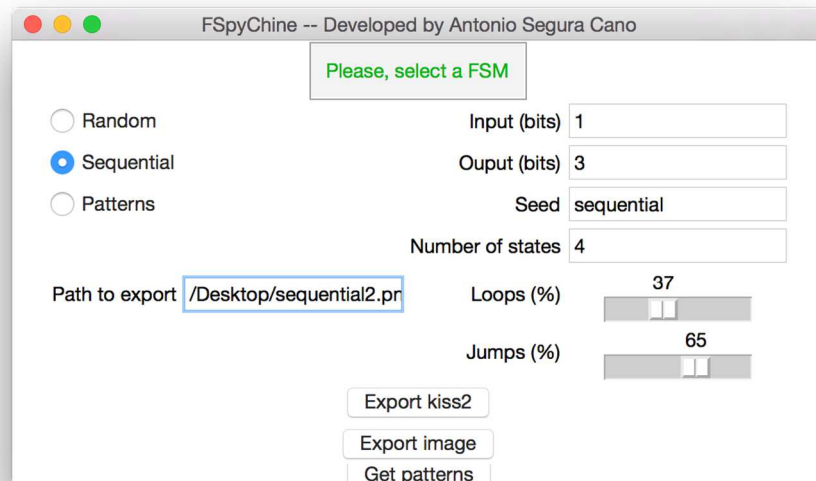 FSpyChine -- Developed by Antonio Segura Cano
Please, select a FSM
Random
Input (bits) 1
Sequential
Ouput (bits) 3
Patterns
Seed sequential
Number of states 4
Path to export /Desktop/sequential2.pn
Loops (%) 37
Jumps (%) 65
Export kiss2
Export image
Get patterns